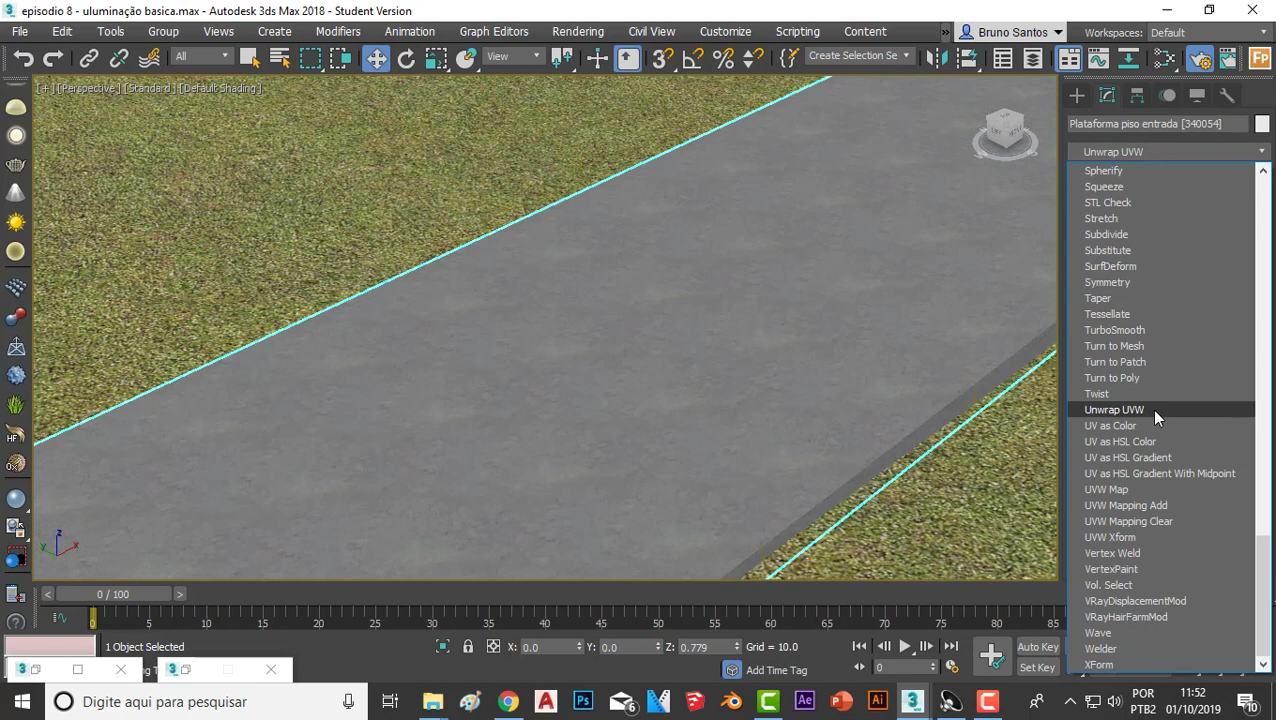 episodio 8 - uluminação basica.max - Autodesk 3ds Max 2018 - Student Version
File Edit Tools Group Views Create Modifiers Animation Graph Editors Rendering Civil View Customize Scripting Content » Bruno Santos Workspaces: Default
All View Create Selection Se
[+] [Perspective] [Standard] [Default Shading]
Plataforma piso entrada [340054]
Unwrap UVW
Spherify
Squeeze
STL Check
Stretch
Subdivide
Substitute
SurfDeform
Symmetry
Taper
Tessellate
TurboSmooth
Turn to Mesh
Turn to Patch
Turn to Poly
Twist
Unwrap UVW
UV as Color
UV as HSL Color
UV as HSL Gradient
UV as HSL Gradient With Midpoint
UVW Map
UVW Mapping Add
UVW Mapping Clear
UVW Xform
Vertex Weld
VertexPaint
Vol. Select
VRayDisplacementMod
VRayHairFarmMod
Wave
Welder
XForm
z
y x
HF
< 0 / 100 >
0 5 10 15 20 25 30 35 40 45 50 55 60 65 70 75 80 85
1 Object Selected X: 0.0 Y: 0.0 Z: 0.779 Grid = 10.0 Auto Key
Add Time Tag 0 Set Key
Digite aqui para pesquisar
POR
PTB2
11:52
01/10/2019